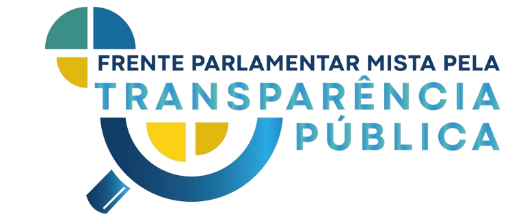 FRENTE PARLAMENTAR MISTA PELA
TRANSPARÊNCIA
PÚBLICA